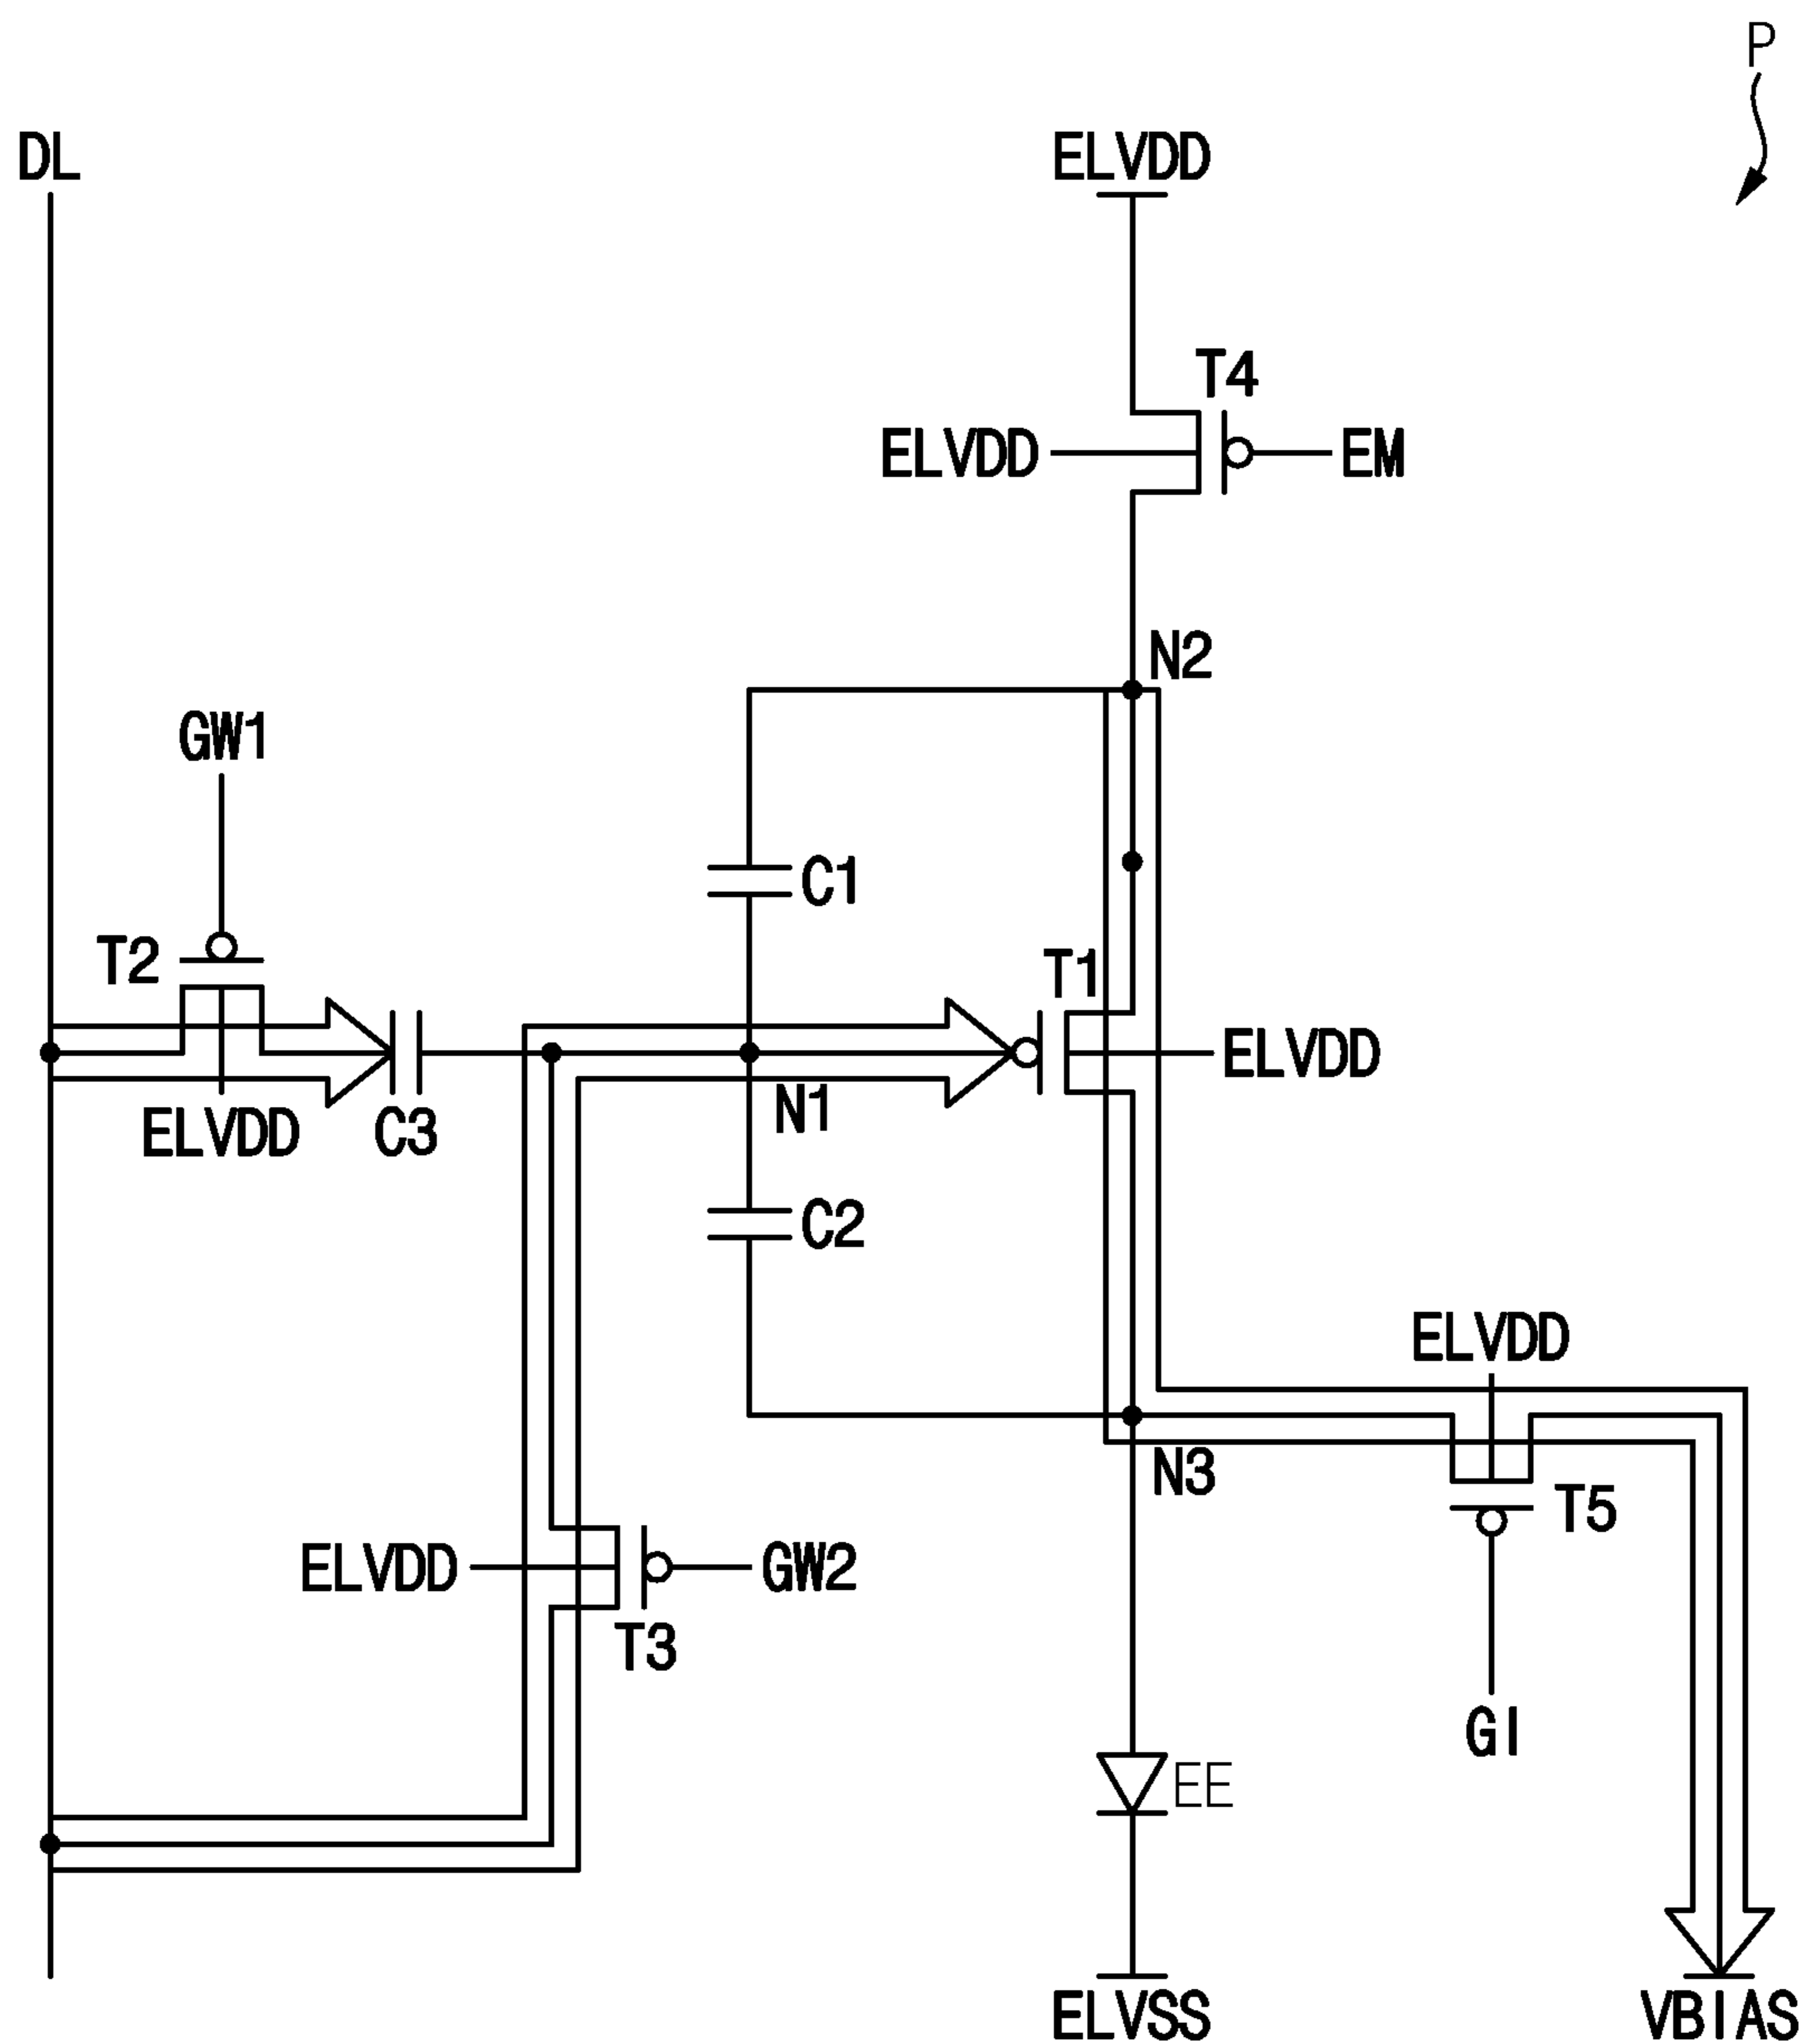 P
DL
ELVDD
T4
ELVDD
EM
N2
GW1
C1
T2
T1
ELVDD
N1
ELVDD
C3
C2
ELVDD
N3
T5
ELVDD
GW2
T3
GI
EE
ELVSS
VBIAS